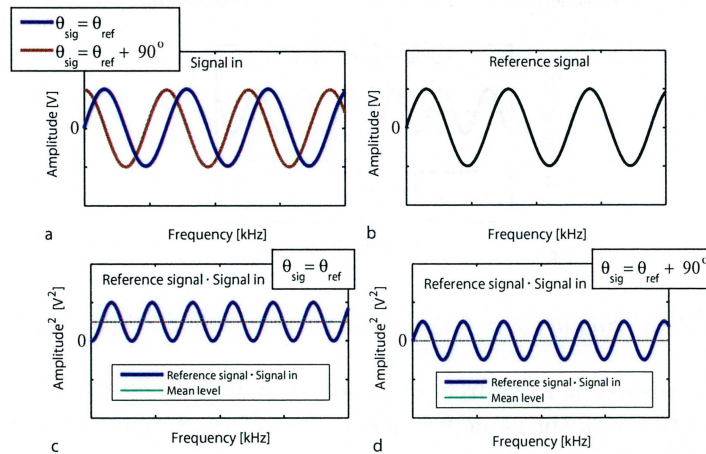 θsig = θref
θsig = θref + 90°
Signal in
Reference signal
Amplitude [V]
0
Amplitude [V]
0
a
Frequency [kHz]
b
Frequency [kHz]
θsig = θref
θsig = θref + 90°
Reference signal · Signal in
Reference signal · Signal in
Amplitude² [V²]
0
Amplitude² [V²]
0
Reference signal · Signal in
Mean level
Reference signal · Signal in
Mean level
c
Frequency [kHz]
d
Frequency [kHz]